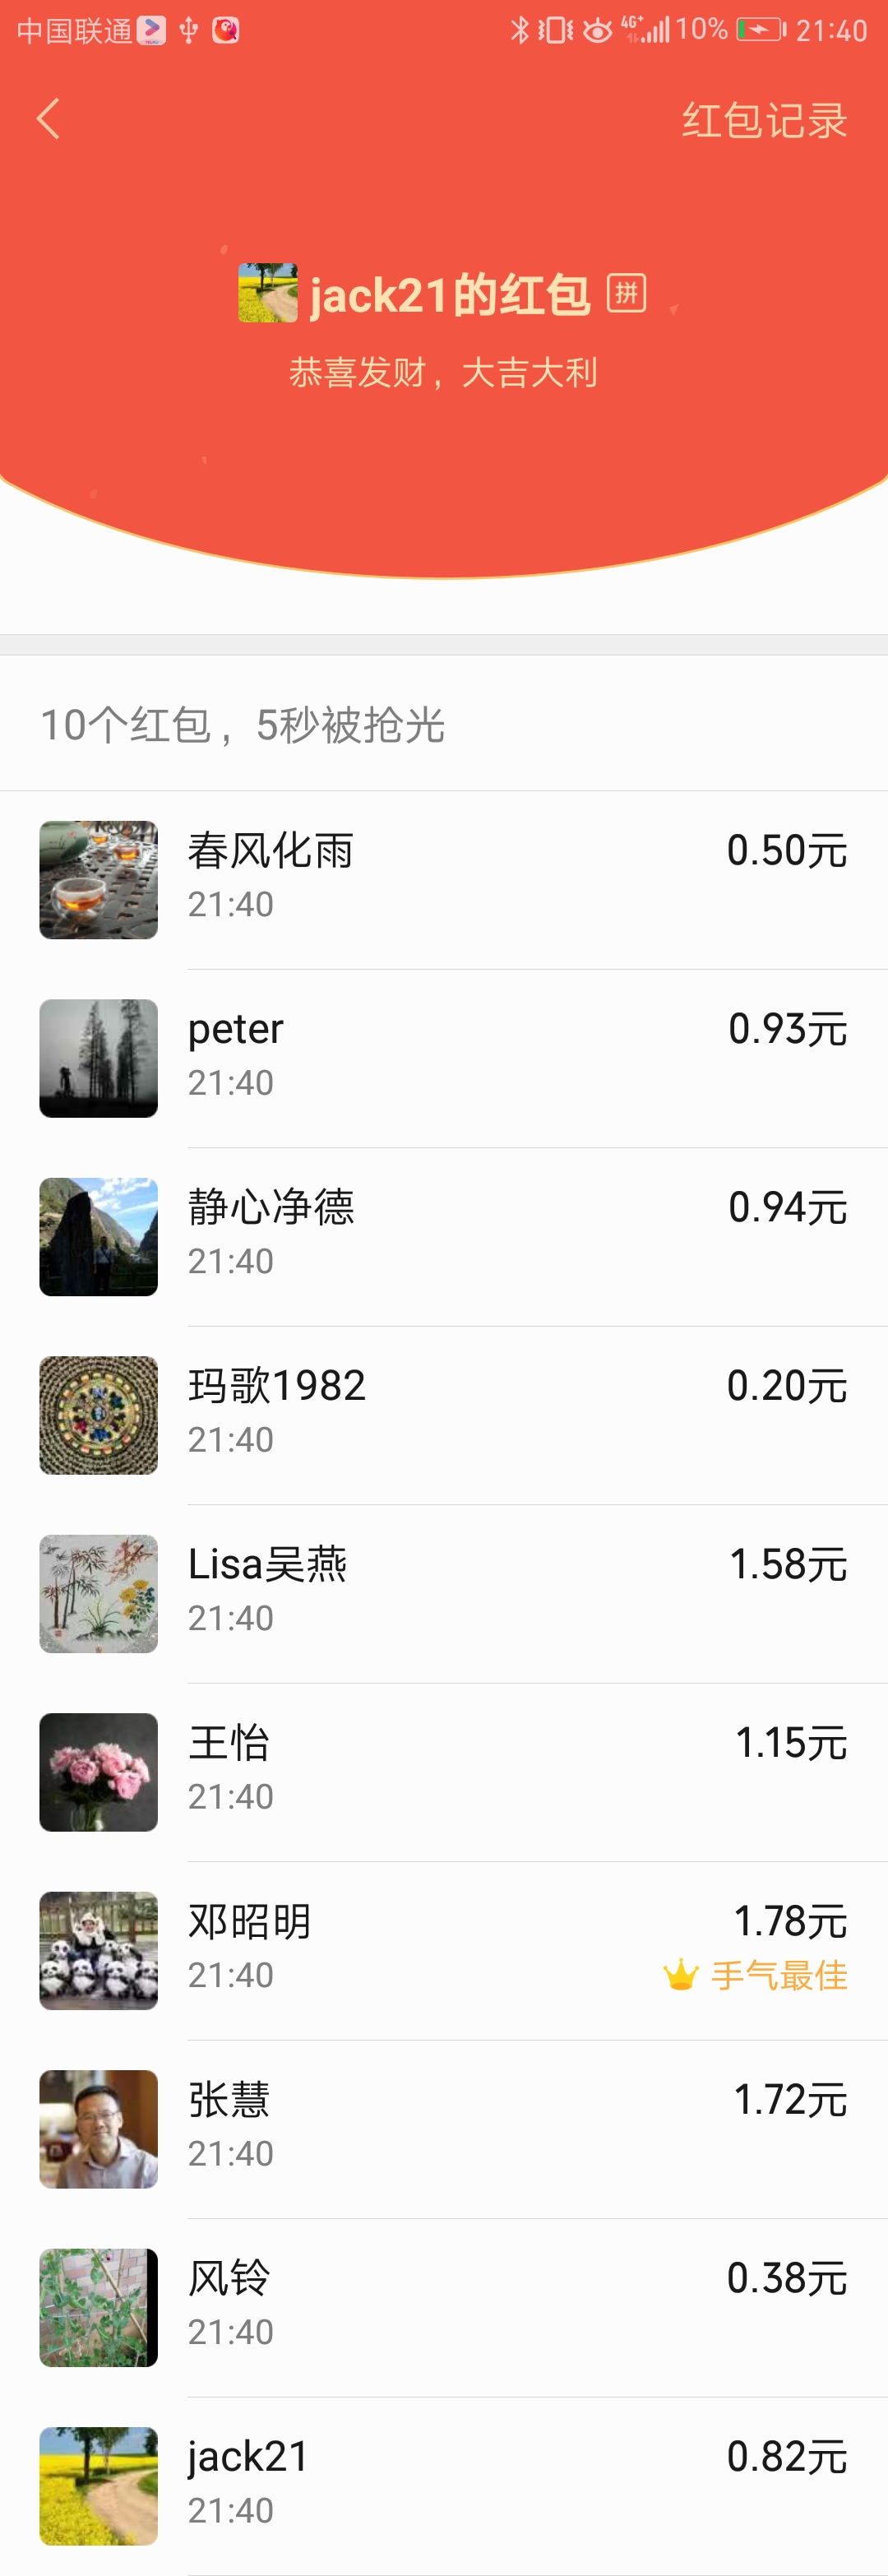 中国联通 4G+ 10% 21:40
红包记录
jack21的红包 拼
恭喜发财，大吉大利
10个红包，5秒被抢光
春风化雨 0.50元
21:40
peter 0.93元
21:40
静心净德 0.94元
21:40
玛歌1982 0.20元
21:40
Lisa吴燕 1.58元
21:40
王怡 1.15元
21:40
邓昭明 1.78元
21:40 手气最佳
张慧 1.72元
21:40
风铃 0.38元
21:40
jack21 0.82元
21:40